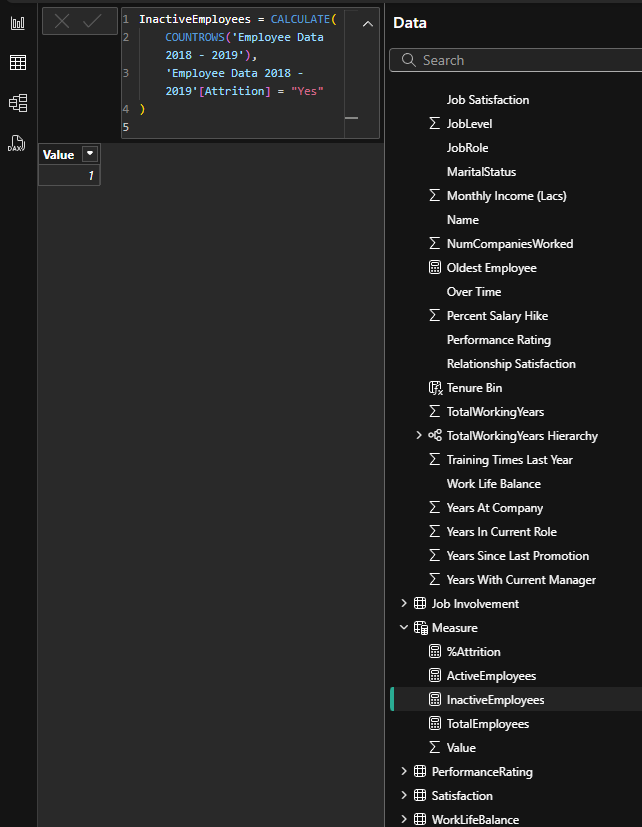 1 InactiveEmployees = CALCULATE(
2 COUNTROWS('Employee Data
2018 - 2019'),
3 'Employee Data 2018 -
2019'[Attrition] = "Yes"
4 )
5
Value
1
DAX
Data
Search
Job Satisfaction
JobLevel
JobRole
MaritalStatus
Monthly Income (Lacs)
Name
NumCompaniesWorked
Oldest Employee
Over Time
Percent Salary Hike
Performance Rating
Relationship Satisfaction
Tenure Bin
TotalWorkingYears
TotalWorkingYears Hierarchy
Training Times Last Year
Work Life Balance
Years At Company
Years In Current Role
Years Since Last Promotion
Years With Current Manager
Job Involvement
Measure
%Attrition
ActiveEmployees
InactiveEmployees
TotalEmployees
Value
PerformanceRating
Satisfaction
WorkLifeBalance